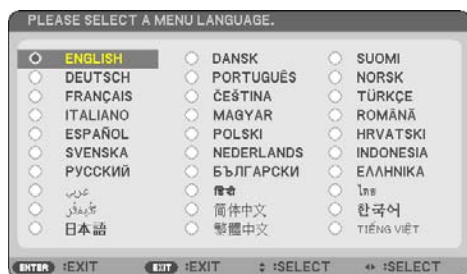 PLEASE SELECT A MENU LANGUAGE.
ENGLISH DANSK SUOMI
DEUTSCH PORTUGUÊS NORSK
FRANÇAIS ČEŠTINA TÜRKÇE
ITALIANO MAGYAR ROMÂNĂ
ESPAÑOL POLSKI HRVATSKI
SVENSKA NEDERLANDS INDONESIA
РУССКИЙ БЪЛГАРСКИ ΕΛΛΗΝΙΚΑ
عربي हिंदी ไทย
简体中文 한국어
日本語 繁體中文 TIẾNG VIỆT
ENTER :EXIT EXIT :EXIT ⬍ :SELECT ⬌ :SELECT